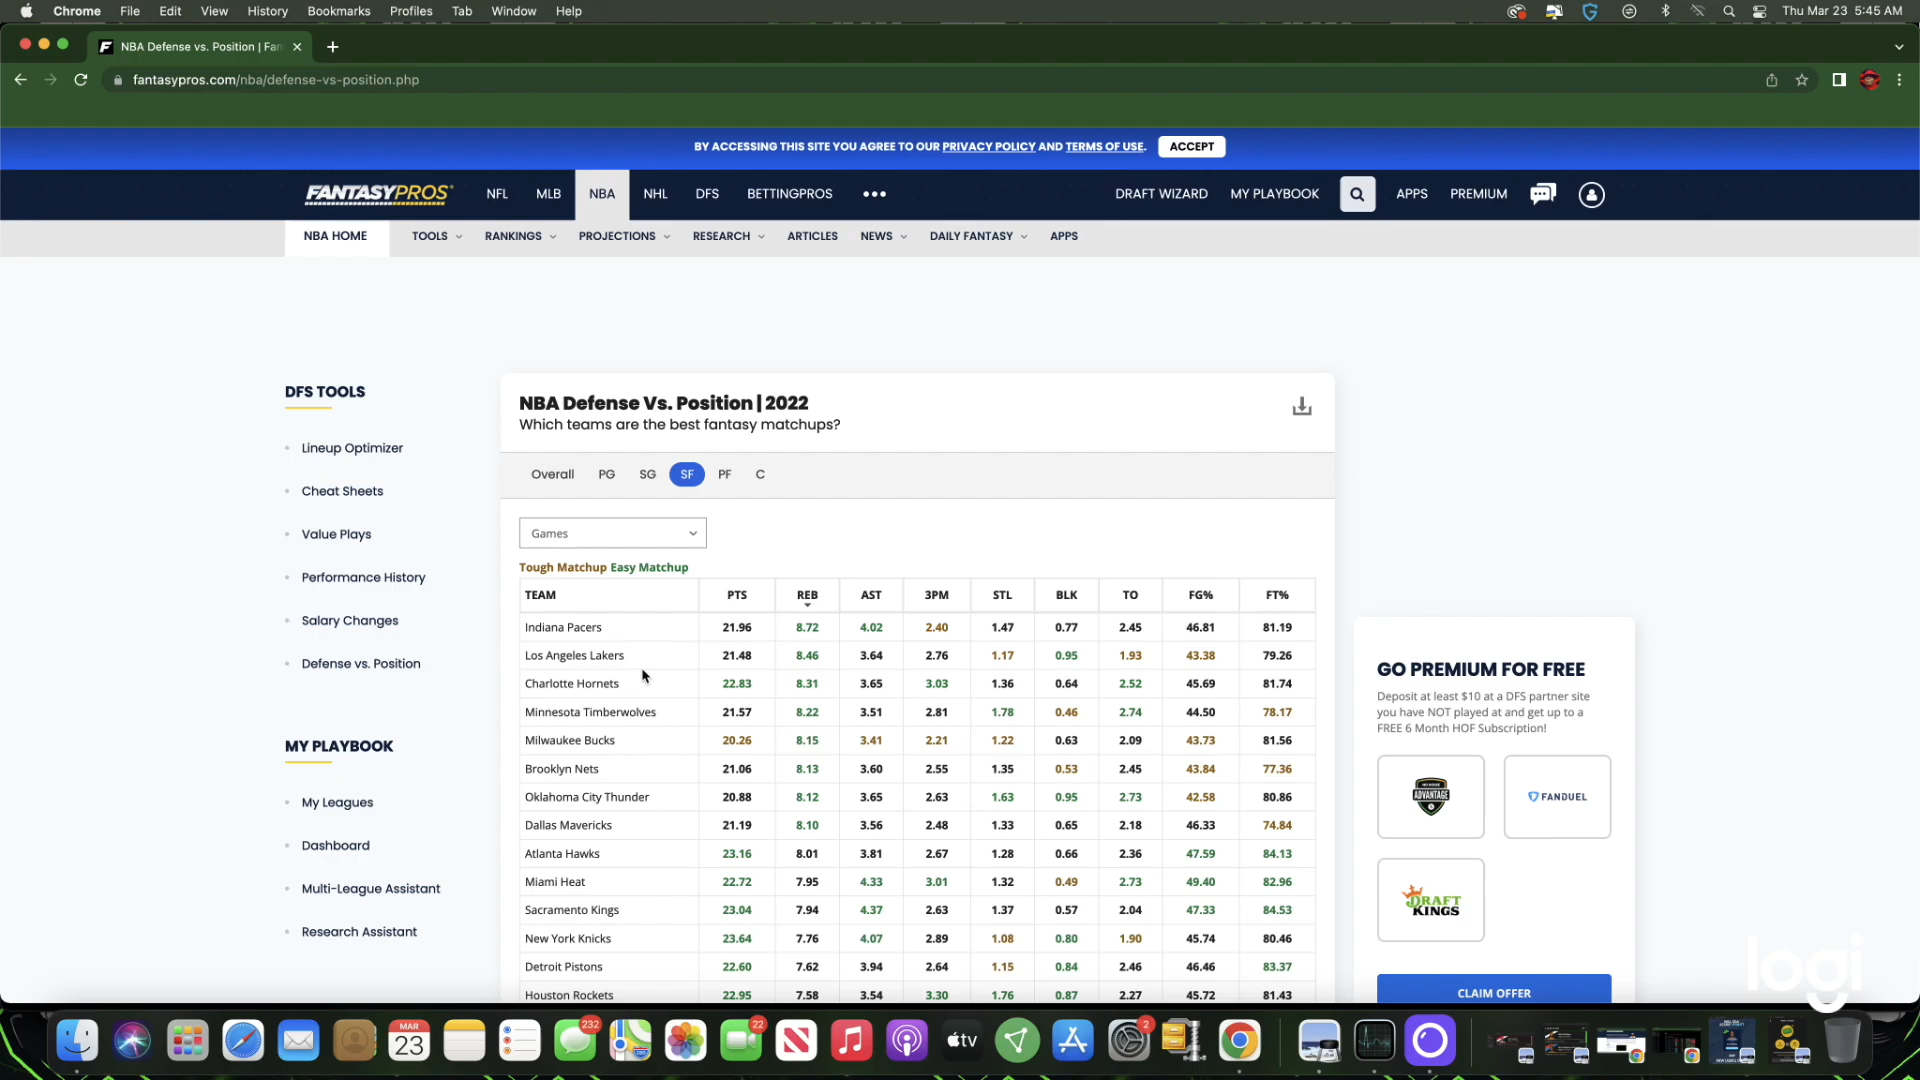 Chrome File Edit View History Bookmarks Profiles Tab Window Help Thu Mar 23 5:45 AM
NBA Defense vs. Position | Fan
fantasypros.com/nba/defense-vs-position.php
BY ACCESSING THIS SITE YOU AGREE TO OUR PRIVACY POLICY AND TERMS OF USE. ACCEPT
FANTASYPROS NFL MLB NBA NHL DFS BETTINGPROS DRAFT WIZARD MY PLAYBOOK APPS PREMIUM
NBA HOME TOOLS RANKINGS PROJECTIONS RESEARCH ARTICLES NEWS DAILY FANTASY APPS
DFS TOOLS
Lineup Optimizer
Cheat Sheets
Value Plays
Performance History
Salary Changes
Defense vs. Position
MY PLAYBOOK
My Leagues
Dashboard
Multi-League Assistant
Research Assistant
NBA Defense Vs. Position | 2022
Which teams are the best fantasy matchups?
Overall PG SG SF PF C
Games
Tough Matchup Easy Matchup
TEAM PTS REB AST 3PM STL BLK TO FG% FT%
Indiana Pacers 21.96 8.72 4.02 2.40 1.47 0.77 2.45 46.81 81.19
Los Angeles Lakers 21.48 8.46 3.64 2.76 1.17 0.95 1.93 43.38 79.26
Charlotte Hornets 22.83 8.31 3.65 3.03 1.36 0.64 2.52 45.69 81.74
Minnesota Timberwolves 21.57 8.22 3.51 2.81 1.78 0.46 2.74 44.50 78.17
Milwaukee Bucks 20.26 8.15 3.41 2.21 1.22 0.63 2.09 43.73 81.56
Brooklyn Nets 21.06 8.13 3.60 2.55 1.35 0.53 2.45 43.84 77.36
Oklahoma City Thunder 20.88 8.12 3.65 2.63 1.63 0.95 2.73 42.58 80.86
Dallas Mavericks 21.19 8.10 3.56 2.48 1.33 0.65 2.18 46.33 74.84
Atlanta Hawks 23.16 8.01 3.81 2.67 1.28 0.66 2.36 47.59 84.13
Miami Heat 22.72 7.95 4.33 3.01 1.32 0.49 2.73 49.40 82.96
Sacramento Kings 23.04 7.94 4.37 2.63 1.37 0.57 2.04 47.33 84.53
New York Knicks 23.64 7.76 4.07 2.89 1.08 0.80 1.90 45.74 80.46
Detroit Pistons 22.60 7.62 3.94 2.64 1.15 0.84 2.46 46.46 83.37
Houston Rockets 22.95 7.58 3.54 3.30 1.76 0.87 2.27 45.72 81.43
GO PREMIUM FOR FREE
Deposit at least $10 at a DFS partner site
you have NOT played at and get up to a
FREE 6 Month HOF Subscription!
ADVANTAGE
FANDUEL
DRAFT
KINGS
CLAIM OFFER
logi
MAR
23
232
22
tv
2